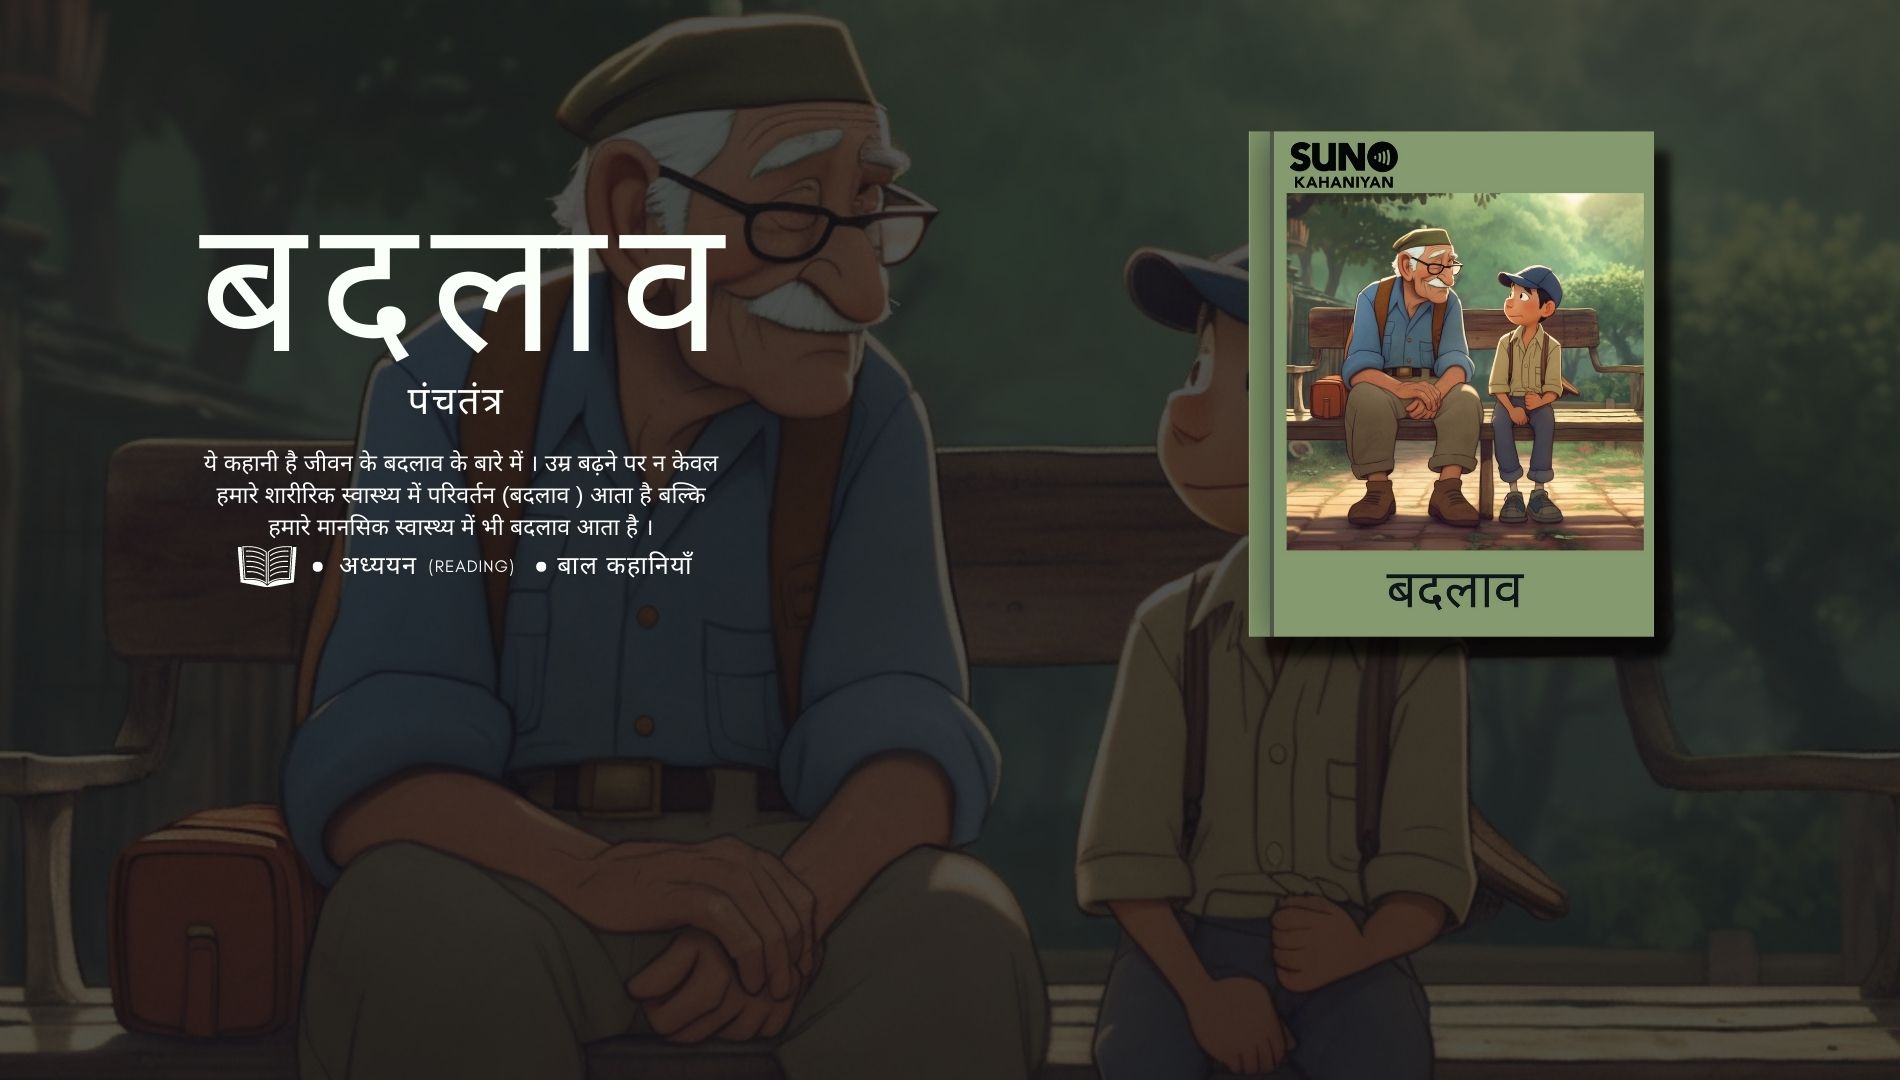 बदलाव
पंचतंत्र
ये कहानी है जीवन के बदलाव के बारे में । उम्र बढ़ने पर न केवल
हमारे शारीरिक स्वास्थ्य में परिवर्तन (बदलाव ) आता है बल्कि
हमारे मानसिक स्वास्थ्य में भी बदलाव आता है ।
• अध्ययन (READING) • बाल कहानियाँ
SUNO
KAHANIYAN
बदलाव